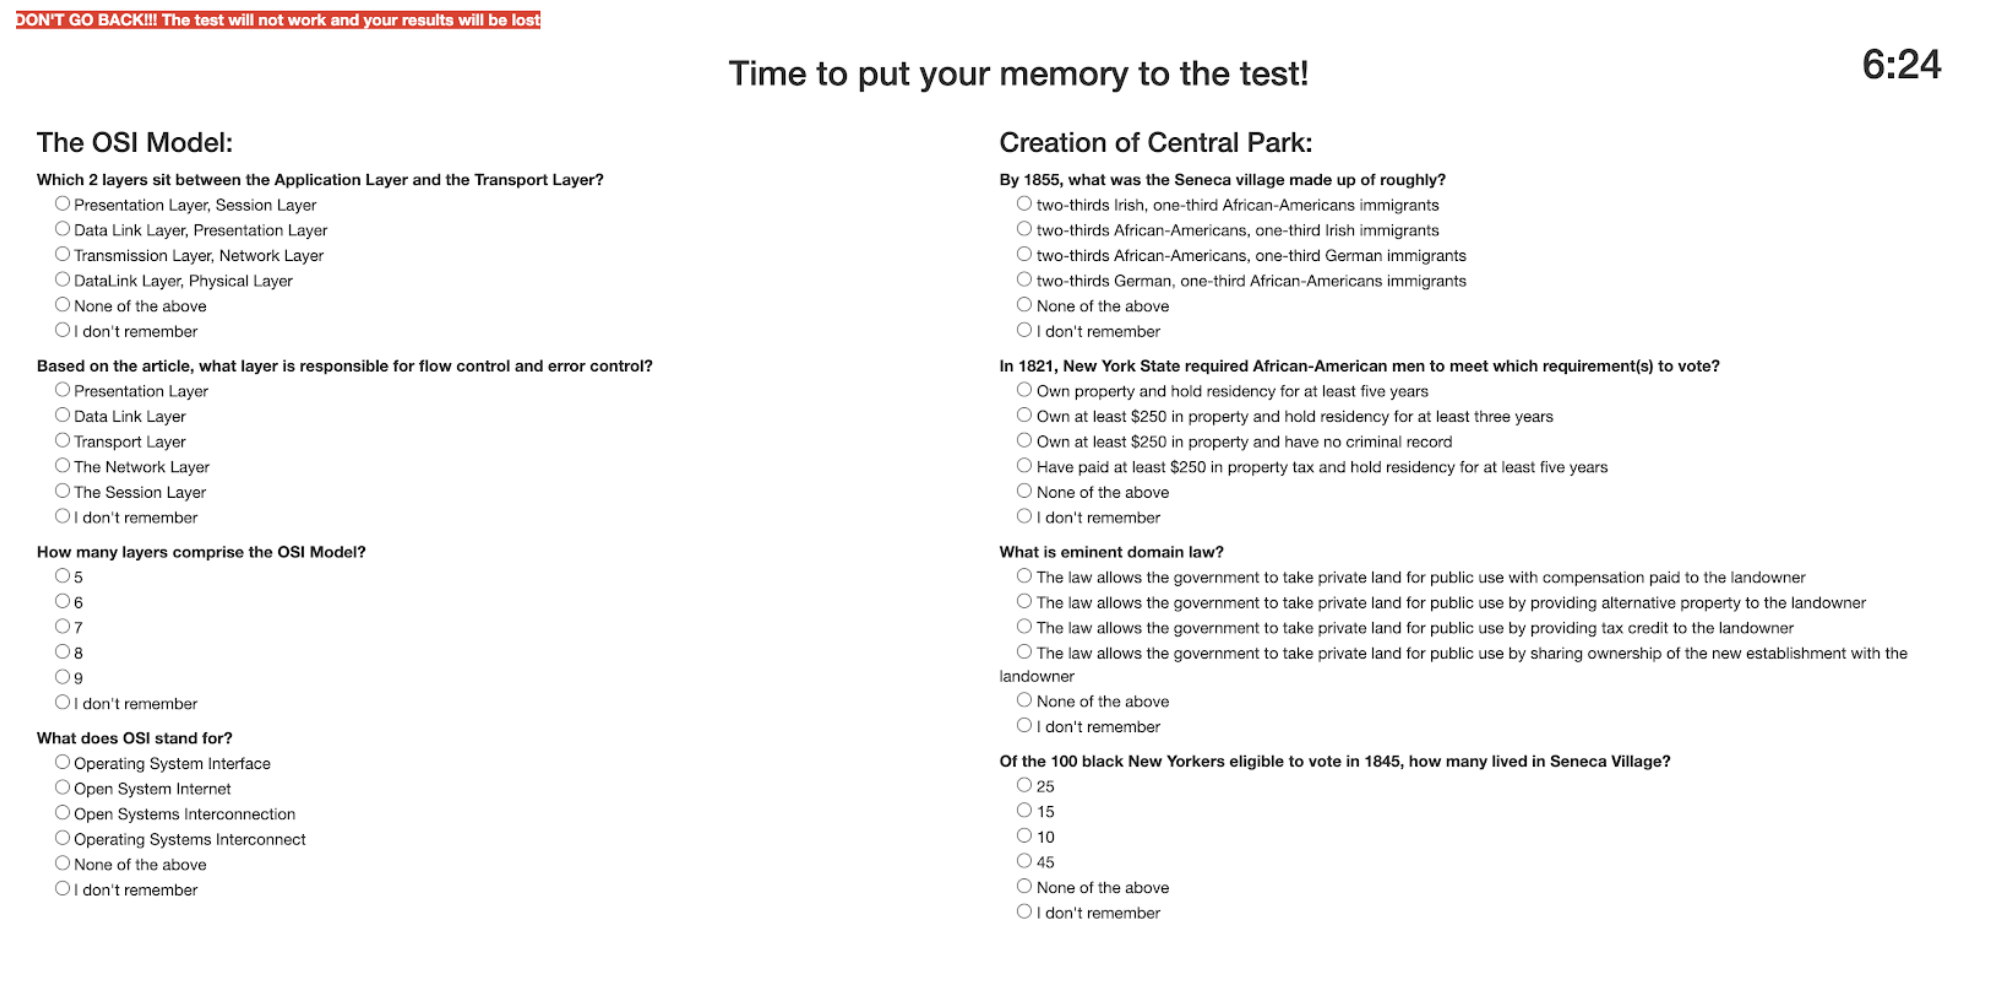 DON'T GO BACK!!! The test will not work and your results will be lost
Time to put your memory to the test!
6:24
The OSI Model:
Which 2 layers sit between the Application Layer and the Transport Layer?
Presentation Layer, Session Layer
Data Link Layer, Presentation Layer
Transmission Layer, Network Layer
DataLink Layer, Physical Layer
None of the above
I don't remember
Based on the article, what layer is responsible for flow control and error control?
Presentation Layer
Data Link Layer
Transport Layer
The Network Layer
The Session Layer
I don't remember
How many layers comprise the OSI Model?
5
6
7
8
9
I don't remember
What does OSI stand for?
Operating System Interface
Open System Internet
Open Systems Interconnection
Operating Systems Interconnect
None of the above
I don't remember
Creation of Central Park:
By 1855, what was the Seneca village made up of roughly?
two-thirds Irish, one-third African-Americans immigrants
two-thirds African-Americans, one-third Irish immigrants
two-thirds African-Americans, one-third German immigrants
two-thirds German, one-third African-Americans immigrants
None of the above
I don't remember
In 1821, New York State required African-American men to meet which requirement(s) to vote?
Own property and hold residency for at least five years
Own at least $250 in property and hold residency for at least three years
Own at least $250 in property and have no criminal record
Have paid at least $250 in property tax and hold residency for at least five years
None of the above
I don't remember
What is eminent domain law?
The law allows the government to take private land for public use with compensation paid to the landowner
The law allows the government to take private land for public use by providing alternative property to the landowner
The law allows the government to take private land for public use by providing tax credit to the landowner
The law allows the government to take private land for public use by sharing ownership of the new establishment with the
landowner
None of the above
I don't remember
Of the 100 black New Yorkers eligible to vote in 1845, how many lived in Seneca Village?
25
15
10
45
None of the above
I don't remember